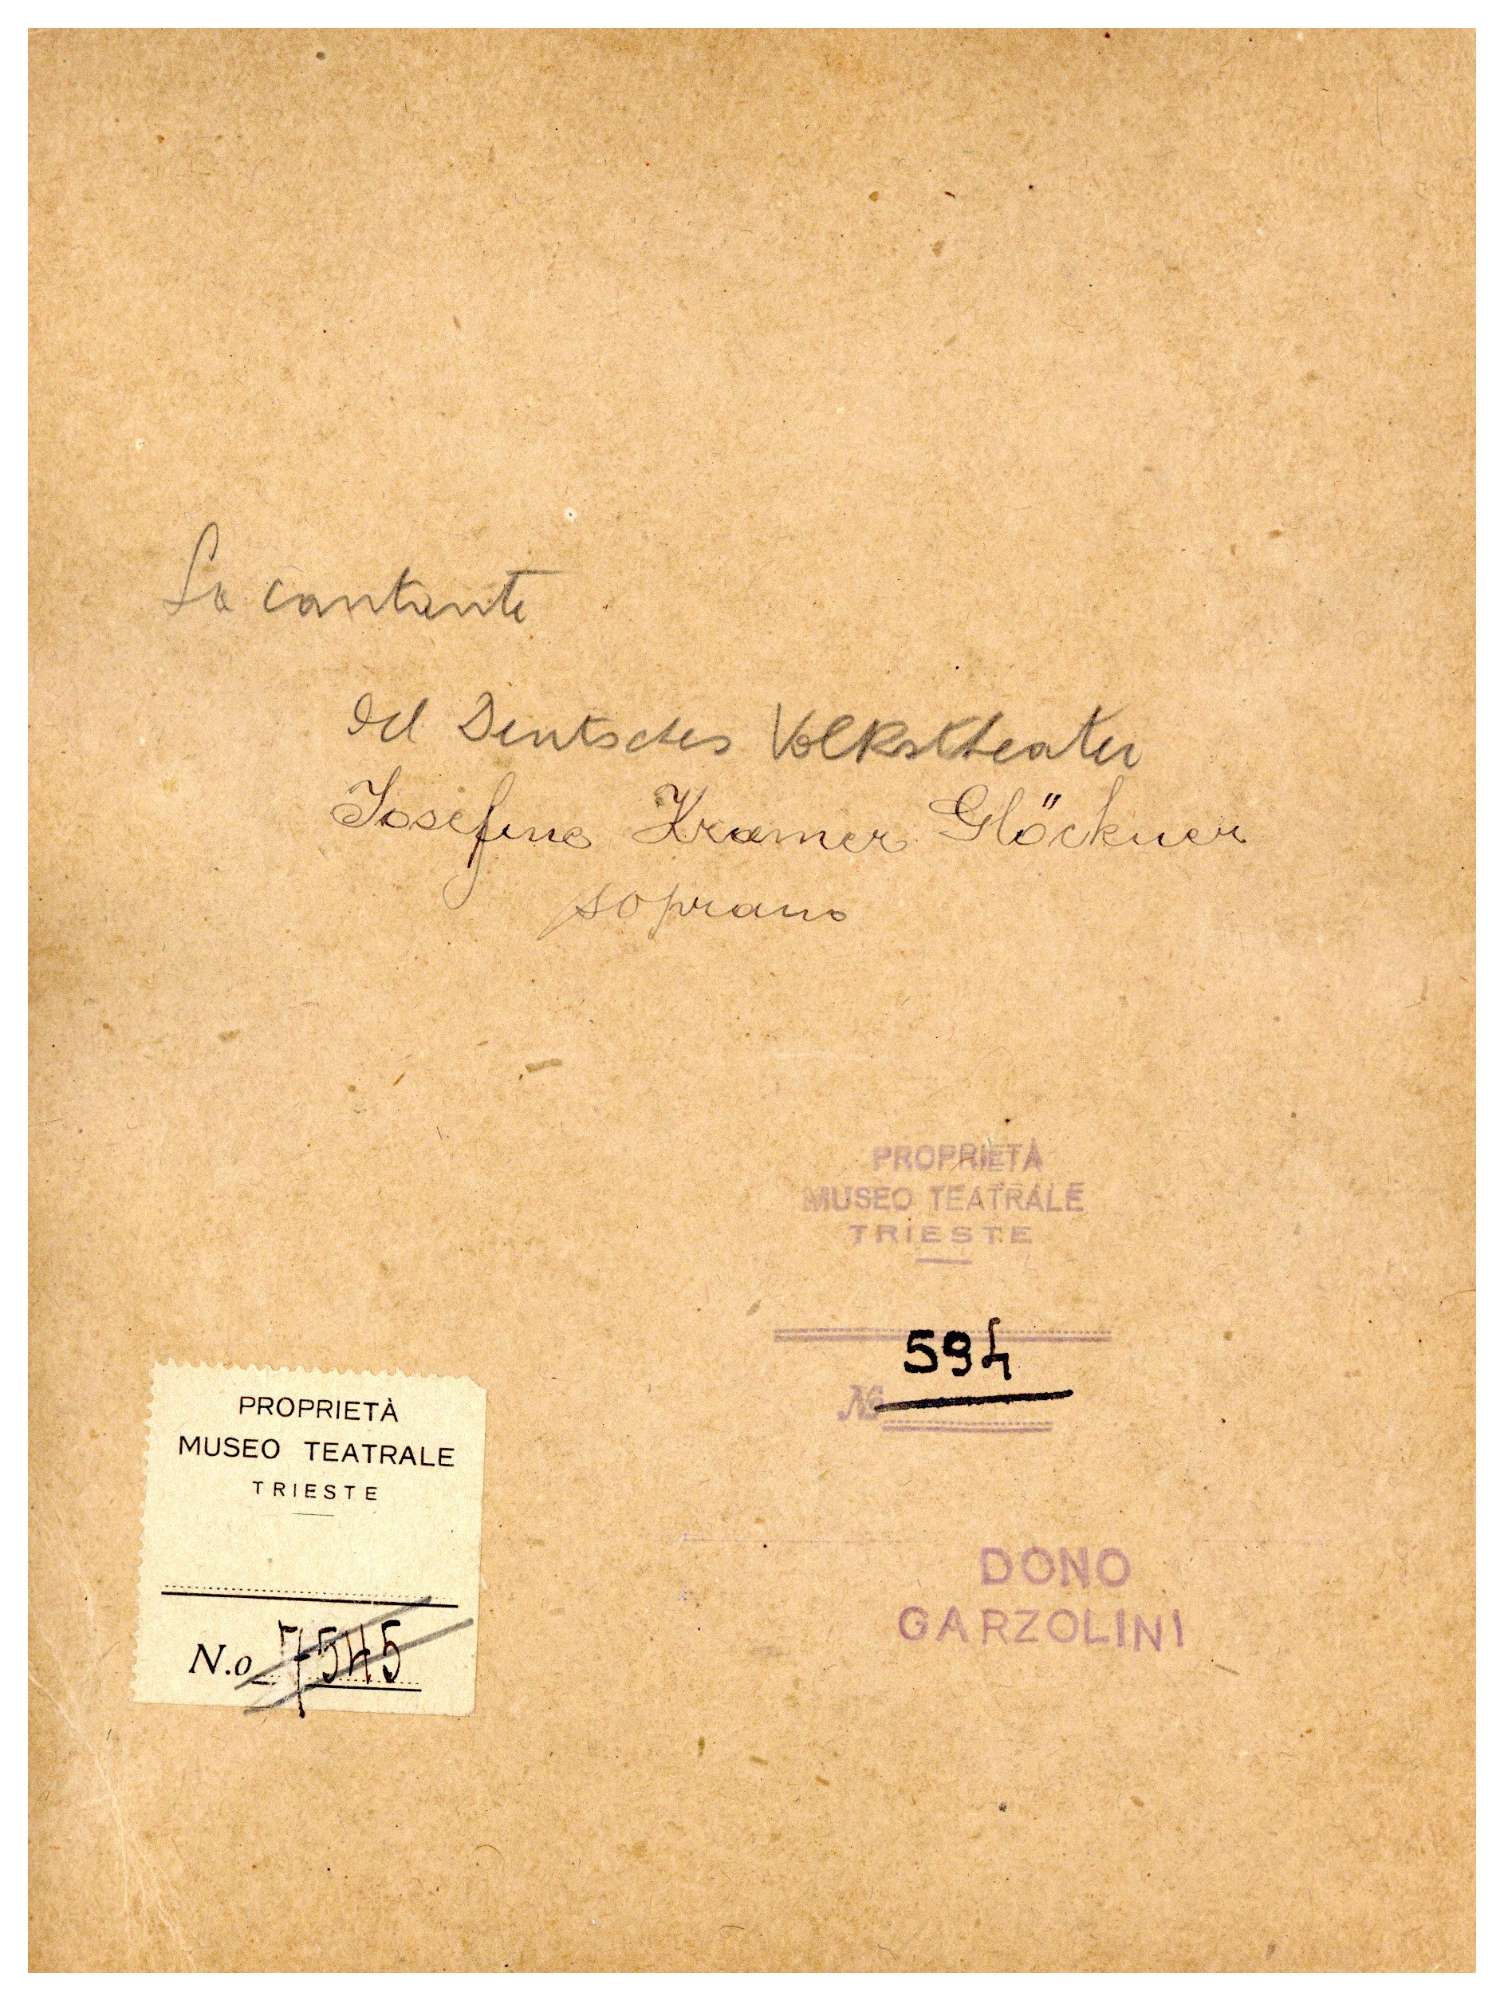 La cantante
del Deutsches Volkstheater
Josefine Kramer Glöckner
soprano
PROPRIETÀ
MUSEO TEATRALE
TRIESTE
594
No
PROPRIETÀ
MUSEO TEATRALE
TRIESTE
N.o 7545
DONO
GARZOLINI